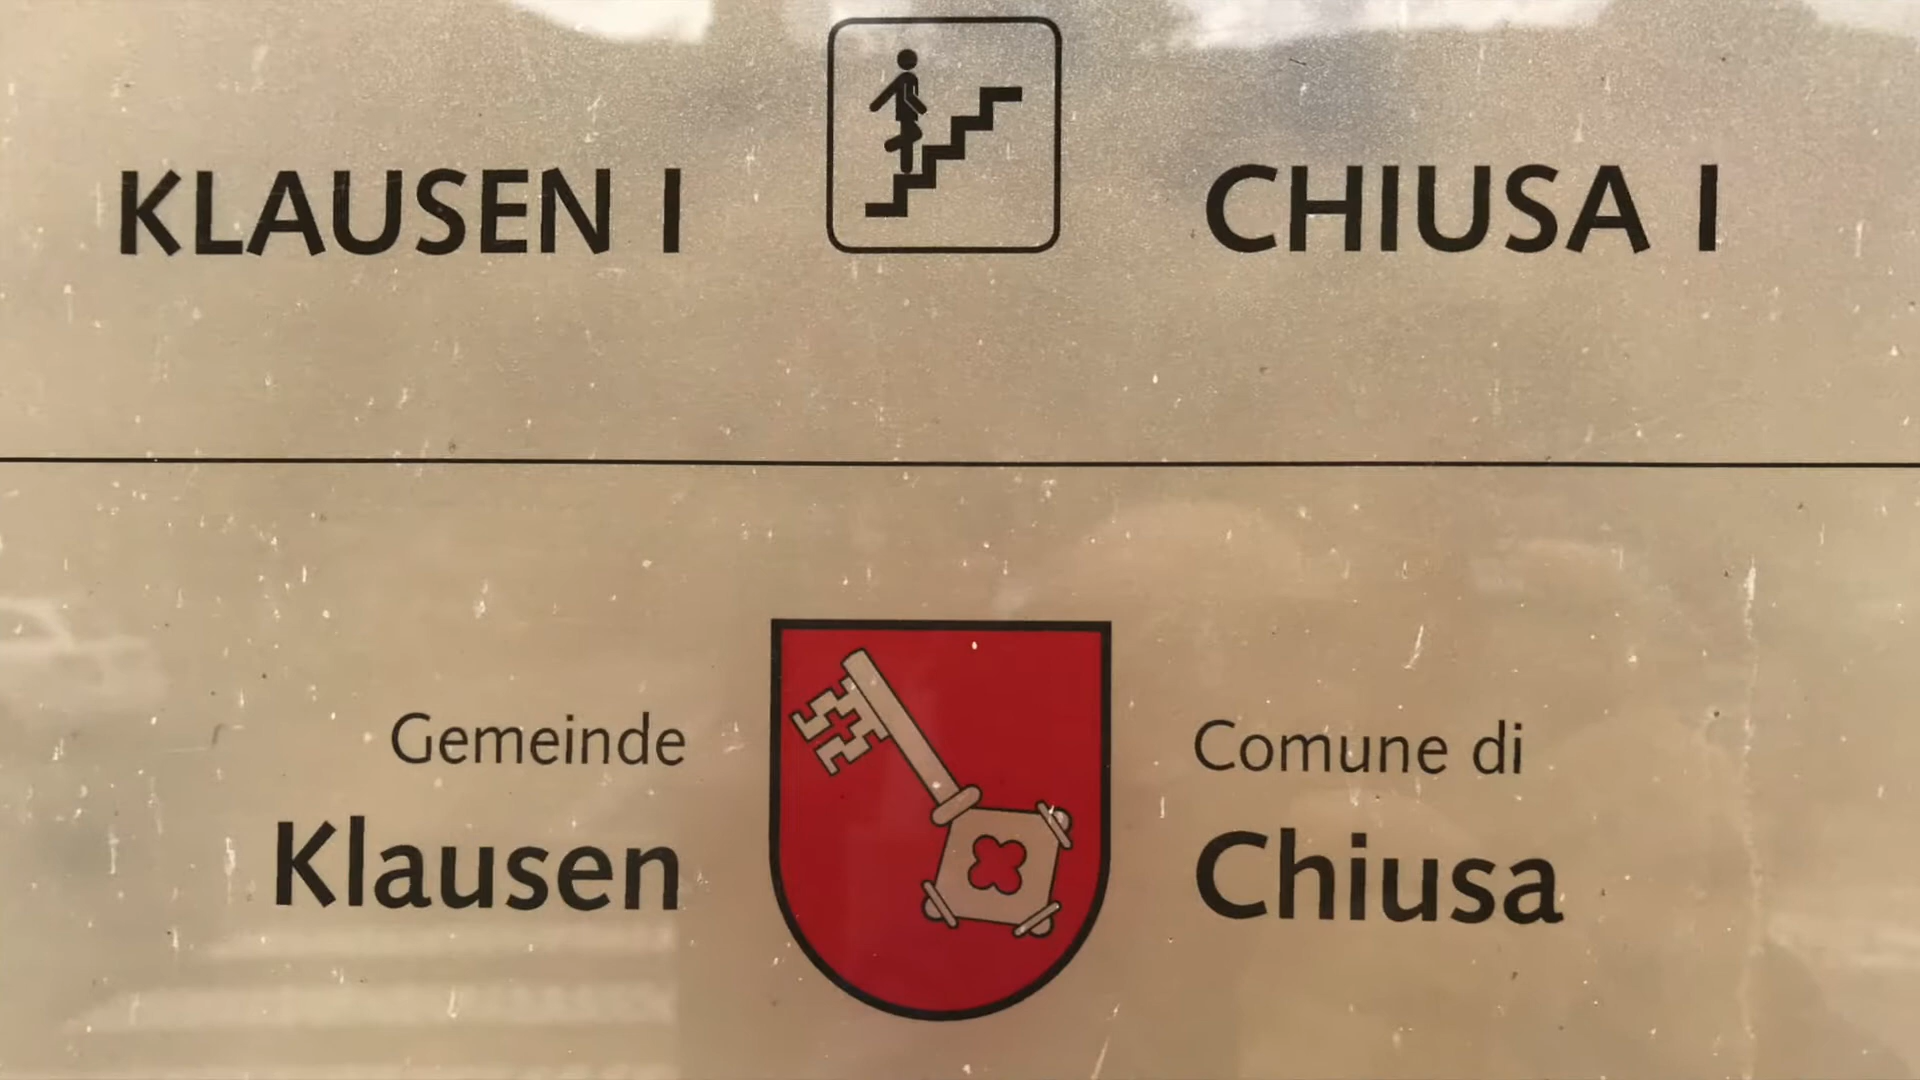 KLAUSEN I
CHIUSA I
Gemeinde
Klausen
Comune di
Chiusa